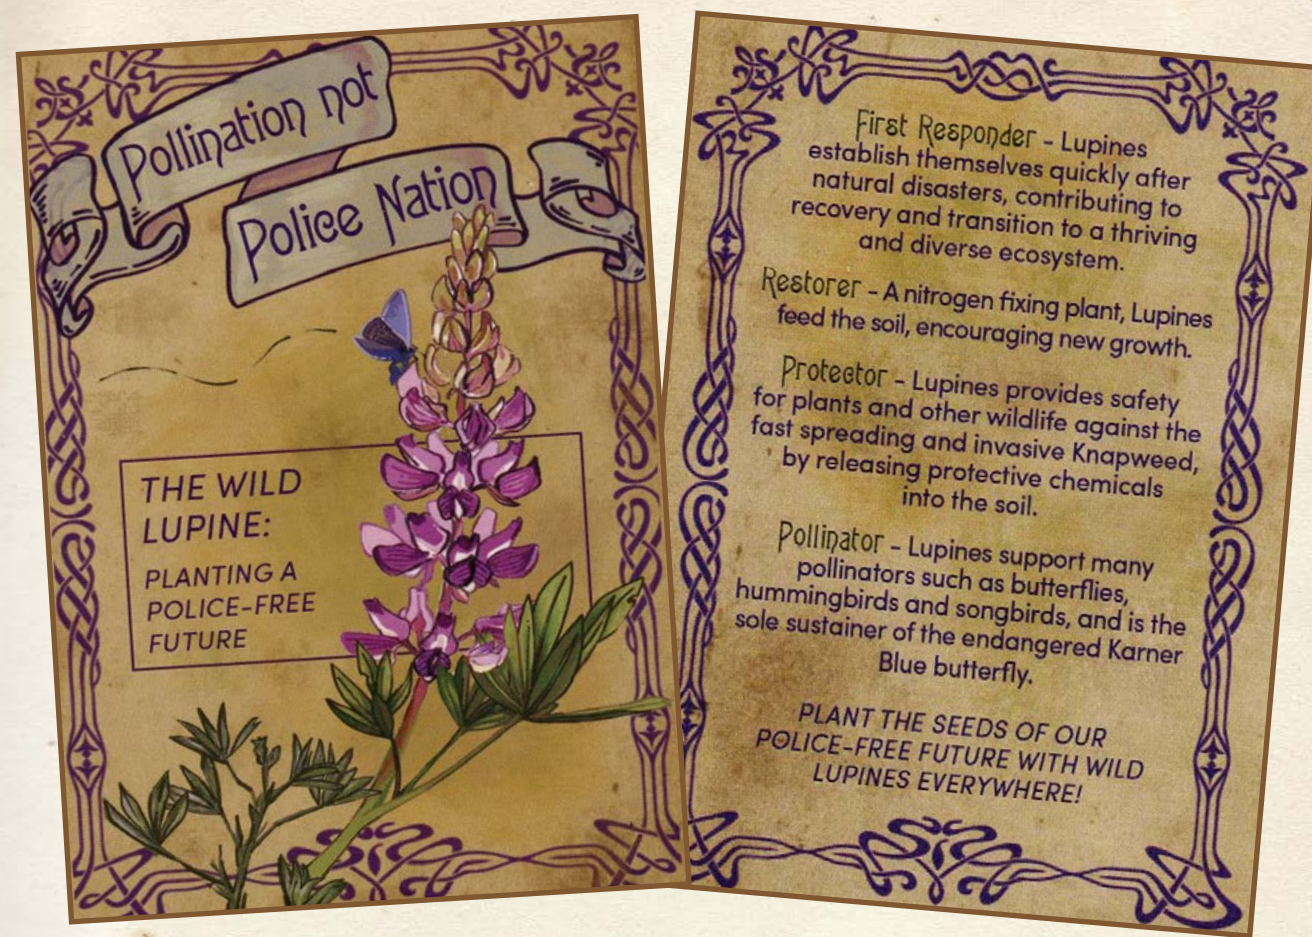 Pollination not
Police Nation
THE WILD
LUPINE:
PLANTING A
POLICE-FREE
FUTURE
First Responder - Lupines
establish themselves quickly after
natural disasters, contributing to
recovery and transition to a thriving
and diverse ecosystem.
Restorer - A nitrogen fixing plant, Lupines
feed the soil, encouraging new growth.
Protector - Lupines provides safety
for plants and other wildlife against the
fast spreading and invasive Knapweed,
by releasing protective chemicals
into the soil.
Pollinator - Lupines support many
pollinators such as butterflies,
hummingbirds and songbirds, and is the
sole sustainer of the endangered Karner
Blue butterfly.
PLANT THE SEEDS OF OUR
POLICE-FREE FUTURE WITH WILD
LUPINES EVERYWHERE!